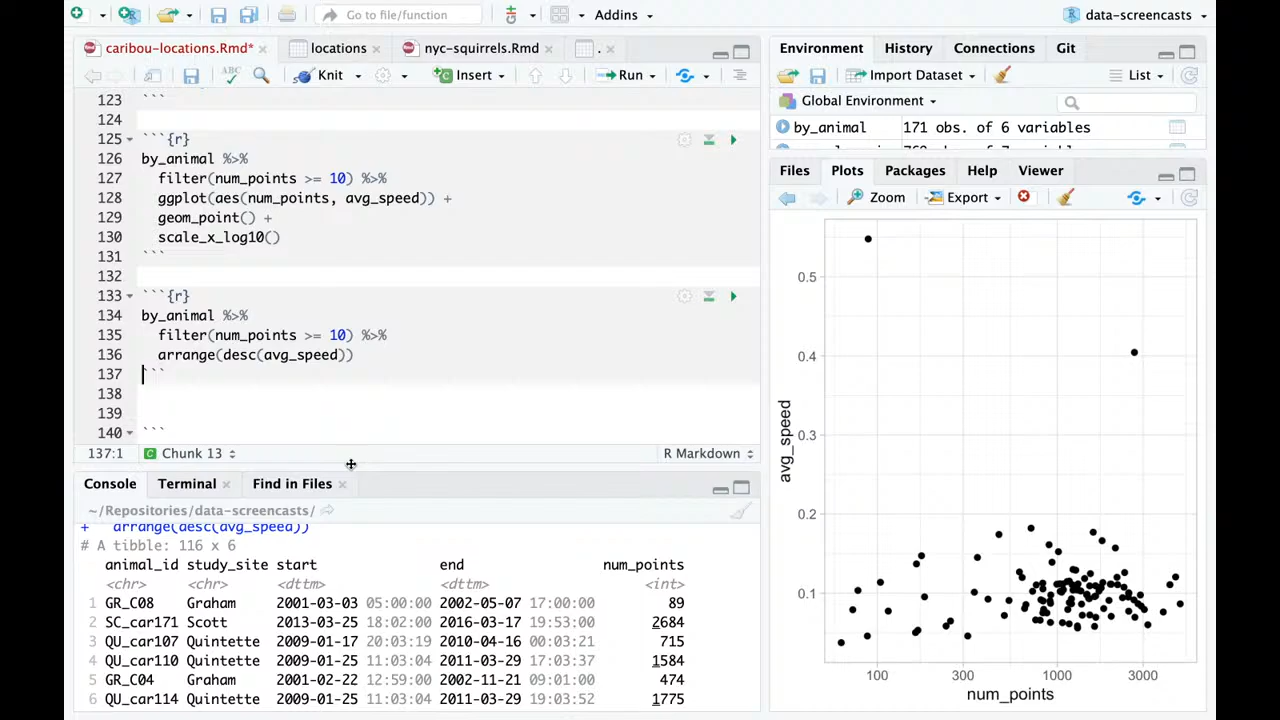 Go to file/function
Addins
data-screencasts
caribou-locations.Rmd*
locations
nyc-squirrels.Rmd
.
Knit
Insert
Run
123 ```
124
125 ```{r}
126 by_animal %>%
127 filter(num_points >= 10) %>%
128 ggplot(aes(num_points, avg_speed)) +
129 geom_point() +
130 scale_x_log10()
131 ```
132
133 ```{r}
134 by_animal %>%
135 filter(num_points >= 10) %>%
136 arrange(desc(avg_speed))
137 ```
138
139
140 ```
137:1 Chunk 13 R Markdown
Console Terminal Find in Files
~/Repositories/data-screencasts/
+ arrange(desc(avg_speed))
# A tibble: 116 x 6
animal_id study_site start end num_points
<chr> <chr> <dttm> <dttm> <int>
1 GR_C08 Graham 2001-03-03 05:00:00 2002-05-07 17:00:00 89
2 SC_car171 Scott 2013-03-25 18:02:00 2016-03-17 19:53:00 2684
3 QU_car107 Quintette 2009-01-17 20:03:19 2010-04-16 00:03:21 715
4 QU_car110 Quintette 2009-01-25 11:03:04 2011-03-29 17:03:37 1584
5 GR_C04 Graham 2001-02-22 12:59:00 2002-11-21 09:01:00 474
6 QU_car114 Quintette 2009-01-25 11:03:04 2011-03-29 19:03:52 1775
Environment History Connections Git
Import Dataset List
Global Environment
by_animal 171 obs. of 6 variables
Files Plots Packages Help Viewer
Zoom Export
0.5
0.4
0.3
0.2
0.1
avg_speed
100 300 1000 3000
num_points